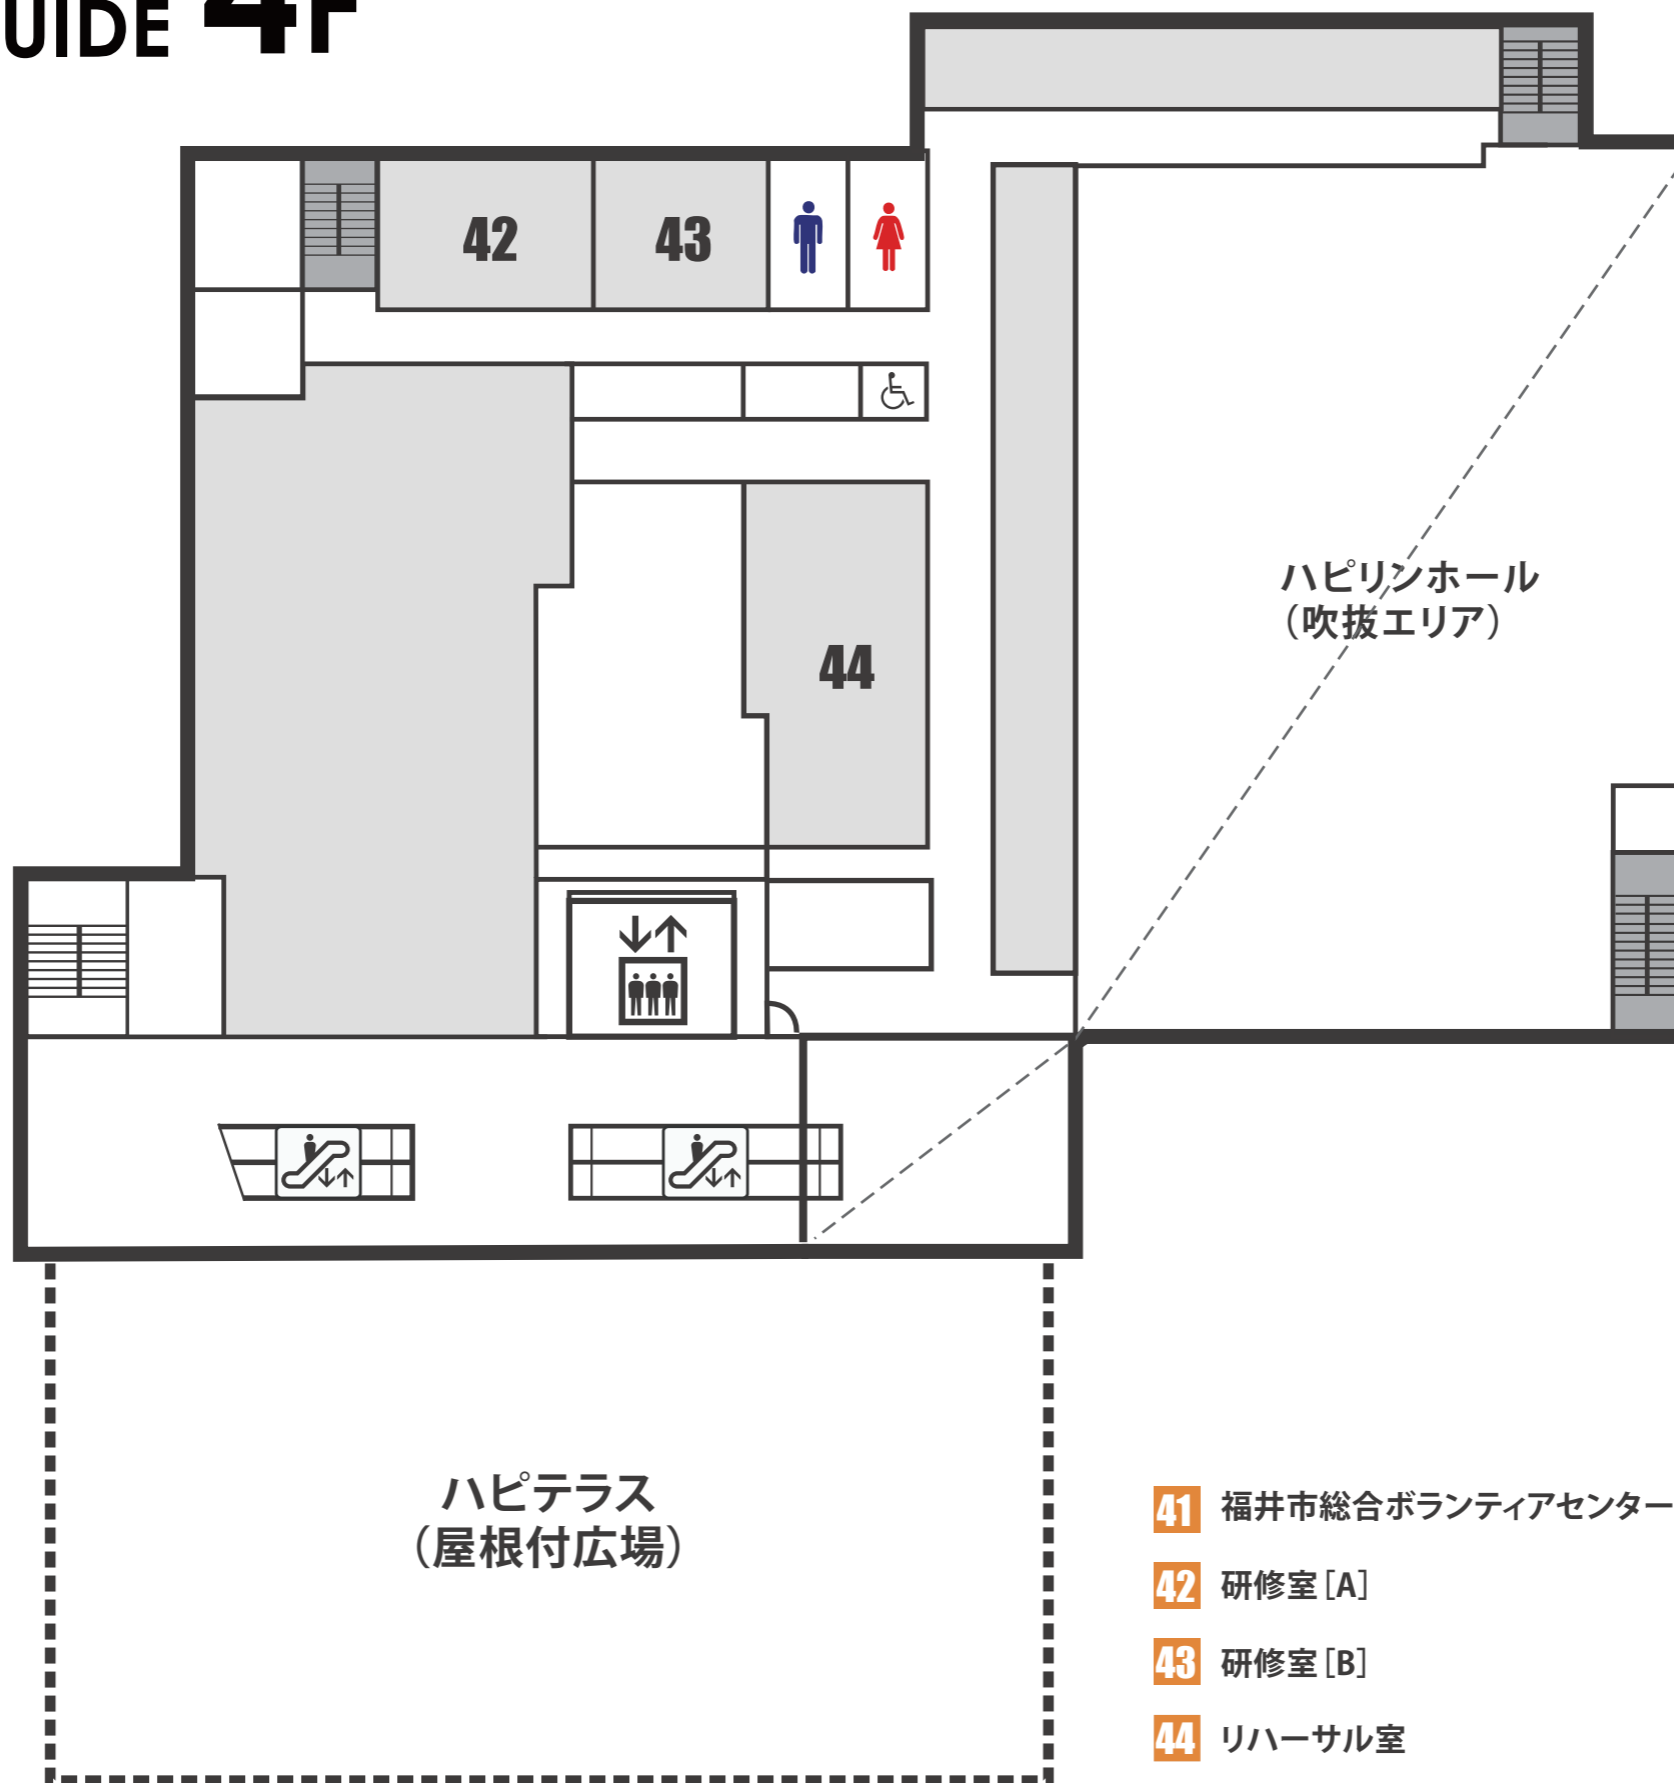 UIDE 4F
42
43
44
ハピリンホール
（吹抜エリア）
ハピテラス
（屋根付広場）
41 福井市総合ボランティアセンター
42 研修室［A］
43 研修室［B］
44 リハーサル室